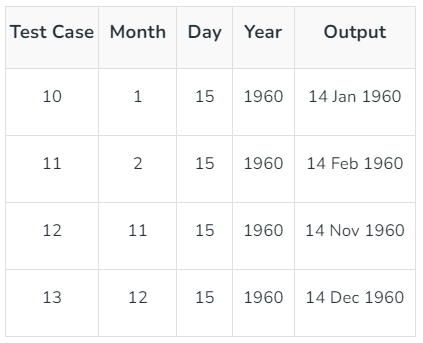 Test Case Month Day Year Output
10 1 15 1960 14 Jan 1960
11 2 15 1960 14 Feb 1960
12 11 15 1960 14 Nov 1960
13 12 15 1960 14 Dec 1960